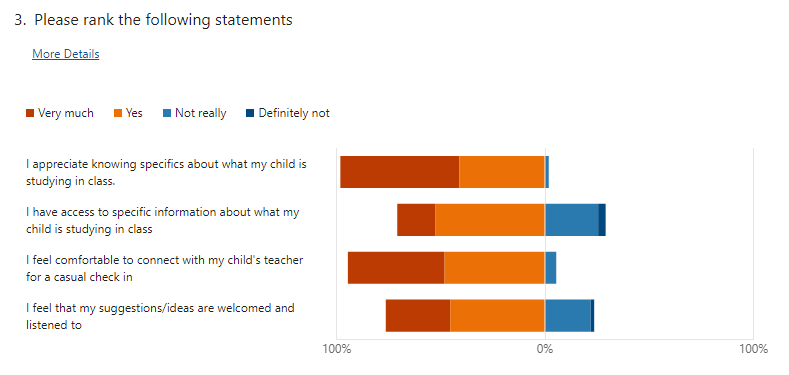 3. Please rank the following statements
More Details
Very much Yes Not really Definitely not
I appreciate knowing specifics about what my child is
studying in class.
I have access to specific information about what my
child is studying in class
I feel comfortable to connect with my child's teacher
for a casual check in
I feel that my suggestions/ideas are welcomed and
listened to
100% 0% 100%